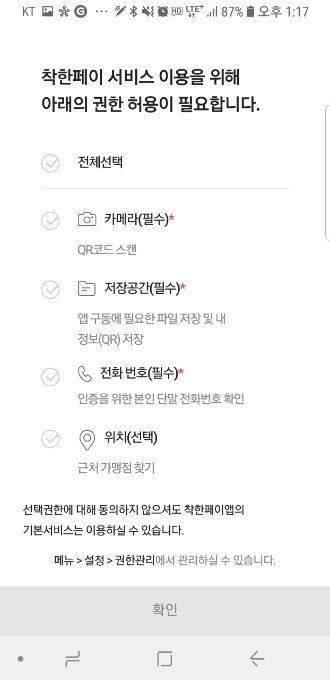 KT ··· HD LTE+ 87% 오후 1:17
착한페이 서비스 이용을 위해
아래의 권한 허용이 필요합니다.
전체선택
카메라(필수)*
QR코드 스캔
저장공간(필수)*
앱 구동에 필요한 파일 저장 및 내
정보(QR) 저장
전화 번호(필수)*
인증을 위한 본인 단말 전화번호 확인
위치(선택)
근처 가맹점 찾기
선택권한에 대해 동의하지 않으셔도 착한페이앱의
기본서비스는 이용하실 수 있습니다.
메뉴 > 설정 > 권한관리에서 관리하실 수 있습니다.
확인